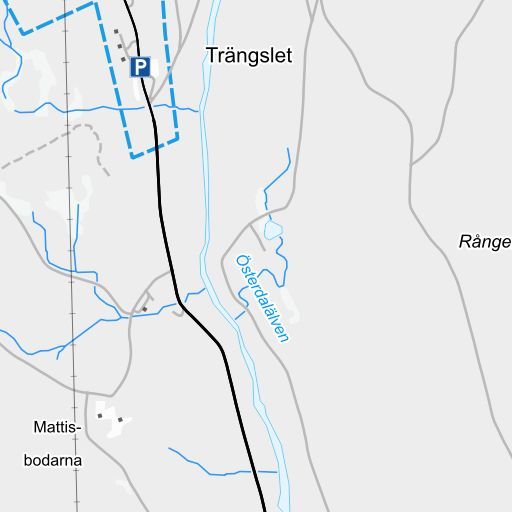 P
Trängslet
Rånge
Österdalälven
Mattis-
bodarna